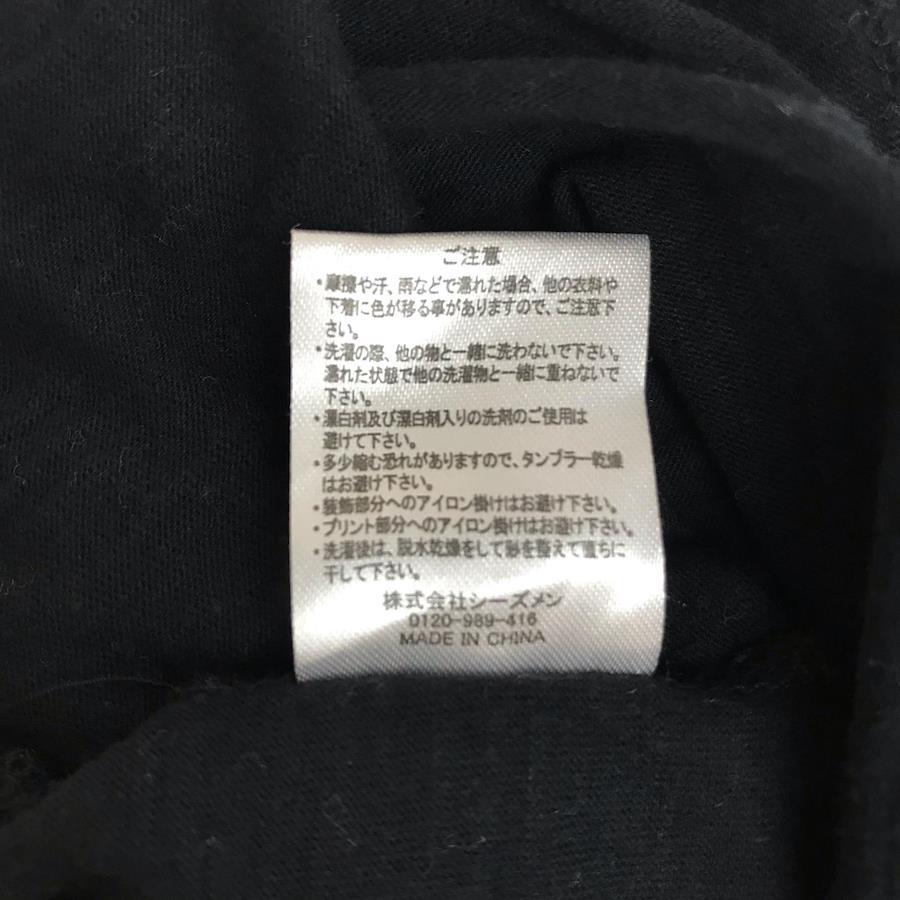 ご注意
・摩擦や汗、雨などで濡れた場合、他の衣料や
下着に色が移る事がありますので、ご注意下
さい。
・洗濯の際、他の物と一緒に洗わないで下さい。
濡れた状態で他の洗濯物と一緒に重ねないで
下さい。
・漂白剤及び漂白剤入りの洗剤のご使用は
避けて下さい。
・多少縮む恐れがありますので、タンブラー乾燥
はお避け下さい。
・装飾部分へのアイロン掛けはお避け下さい。
・プリント部分へのアイロン掛けはお避け下さい。
・洗濯後は、脱水乾燥をして形を整えて直ちに
干して下さい。
株式会社シーズメン
0120-989-416
MADE IN CHINA